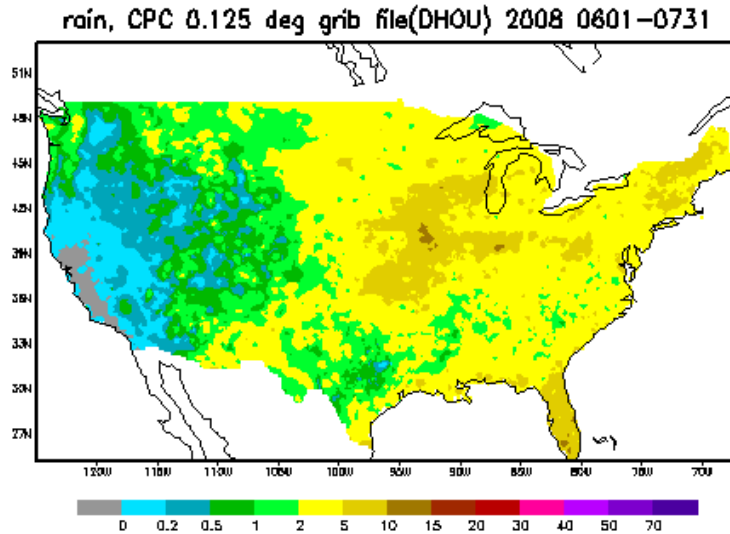 rain, CPC 0.125 deg grib file(DHOU) 2008 0601-0731
51N
48N
45N
42N
39N
36N
33N
30N
27N
120W 115W 110W 105W 100W 95W 90W 85W 80W 75W 70W
0 0.2 0.5 1 2 5 10 15 20 30 40 50 70